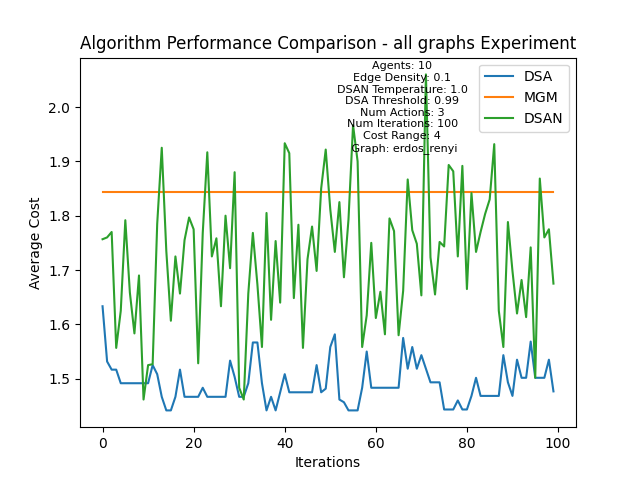 Algorithm Performance Comparison - all graphs Experiment
Agents: 10
Edge Density: 0.1
DSAN Temperature: 1.0
DSA Threshold: 0.99
Num Actions: 3
Num Iterations: 100
Cost Range: 4
Graph: erdos_renyi
DSA
MGM
DSAN
Average Cost
2.0
1.9
1.8
1.7
1.6
1.5
0
20
40
60
80
100
Iterations